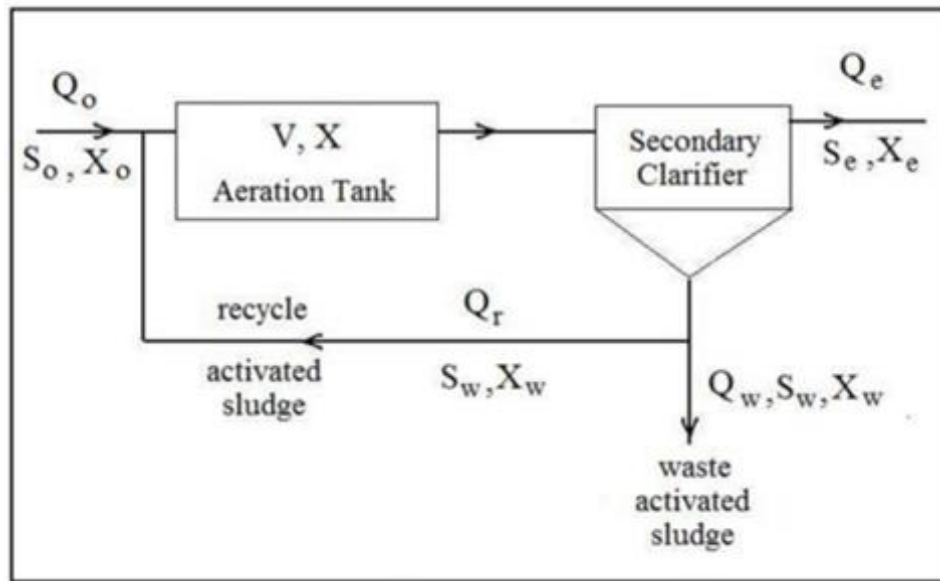 Qo
So , Xo
V, X
Aeration Tank
Secondary
Clarifier
Qe
Se ,Xe
recycle
activated
sludge
Qr
Sw,Xw
Qw,Sw,Xw
waste
activated
sludge